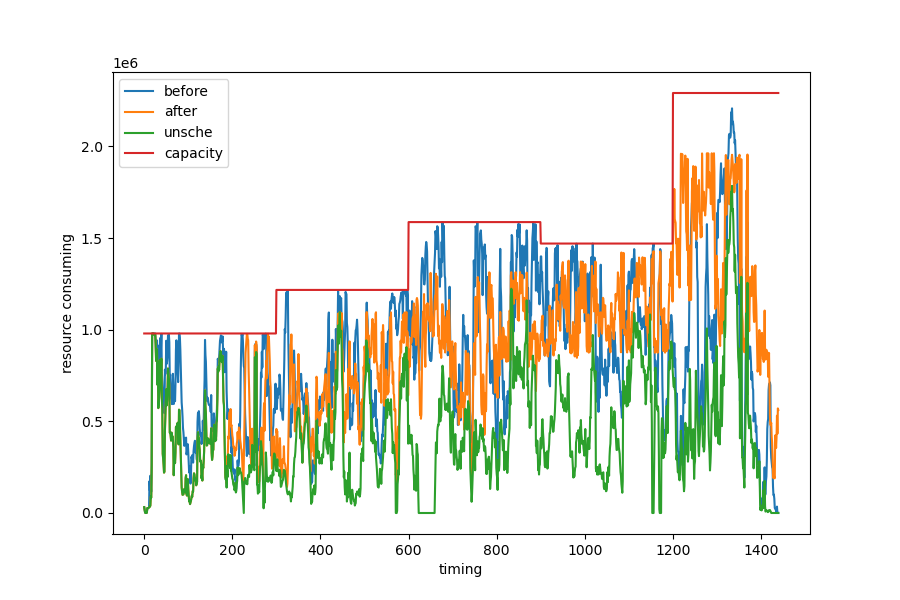 1e6
before
after
unsche
capacity
2.0
1.5
1.0
0.5
0.0
resource consuming
0 200 400 600 800 1000 1200 1400
timing